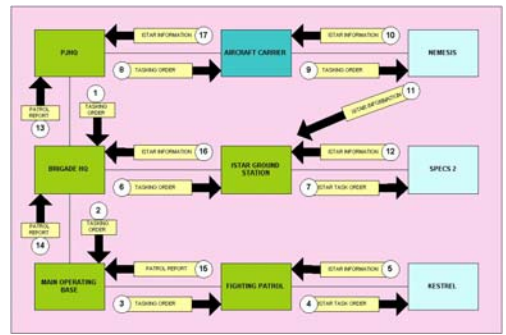 PJHQ
ISTAR INFORMATION
17
AIRCRAFT CARRIER
ISTAR INFORMATION
10
NEMESIS
8
TASKING ORDER
9
TASKING ORDER
PATROL
REPORT
13
1
TASKING
ORDER
ISTAR INFORMATION
11
BRIGADE HQ
ISTAR INFORMATION
16
ISTAR GROUND
STATION
ISTAR INFORMATION
12
SPECS 2
6
TASKING ORDER
7
ISTAR TASK ORDER
PATROL
REPORT
14
2
TASKING
ORDER
MAIN OPERATING
BASE
PATROL REPORT
15
FIGHTING PATROL
ISTAR INFORMATION
5
KESTREL
3
TASKING ORDER
4
ISTAR TASK ORDER